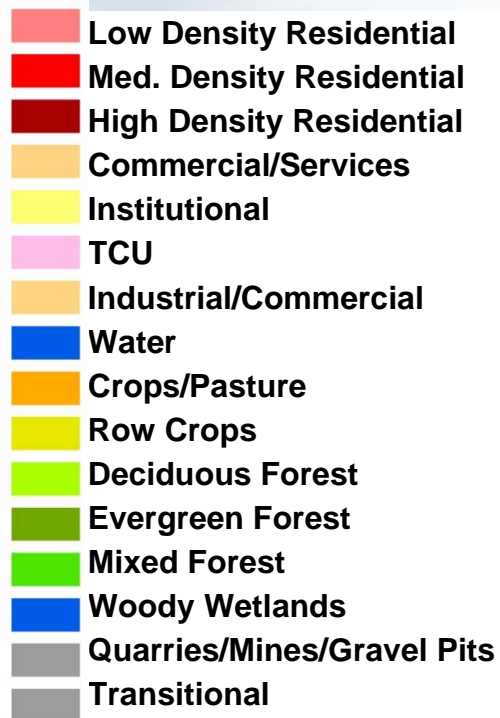 Low Density Residential
Med. Density Residential
High Density Residential
Commercial/Services
Institutional
TCU
Industrial/Commercial
Water
Crops/Pasture
Row Crops
Deciduous Forest
Evergreen Forest
Mixed Forest
Woody Wetlands
Quarries/Mines/Gravel Pits
Transitional